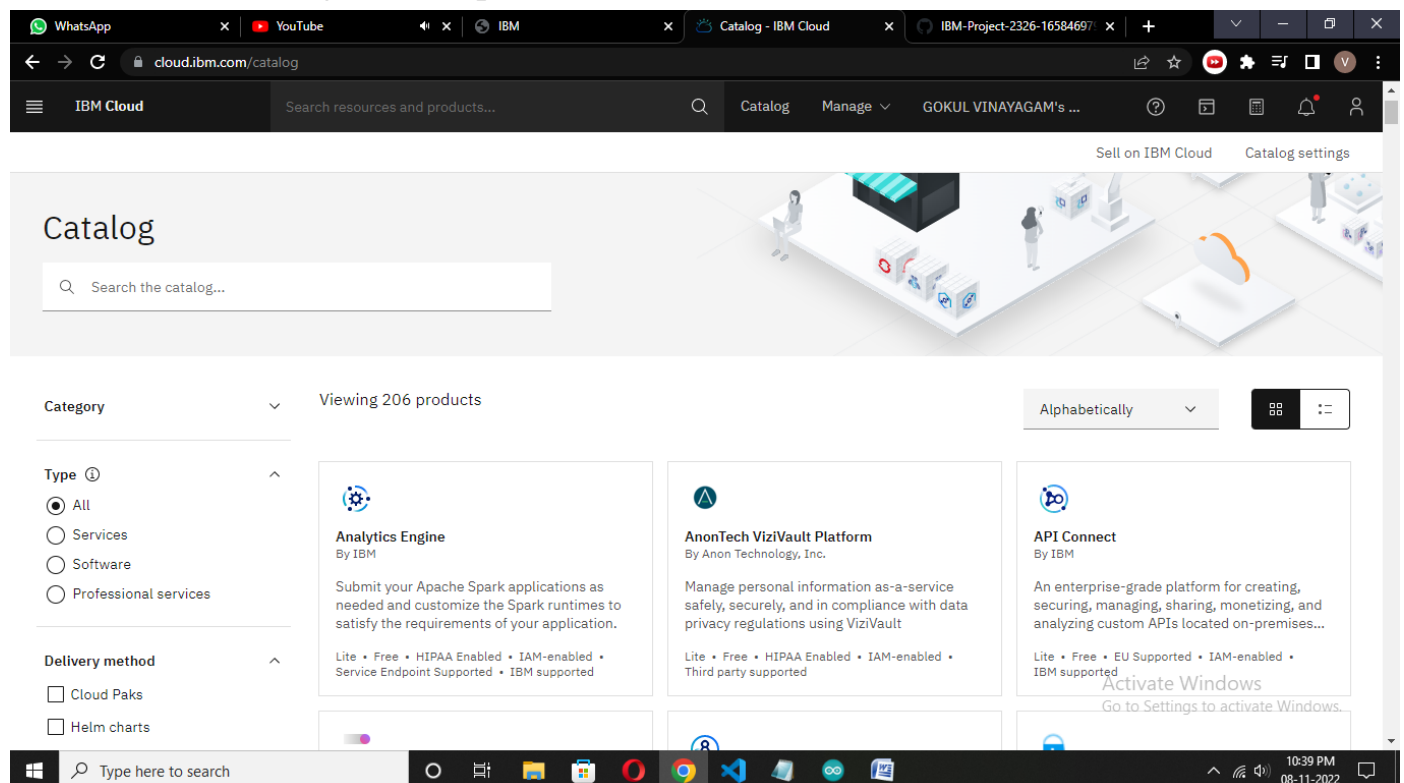 WhatsApp
YouTube
IBM
Catalog - IBM Cloud
IBM-Project-2326-16584697
cloud.ibm.com/catalog
V
IBM Cloud
Search resources and products...
Catalog
Manage
GOKUL VINAYAGAM's ...
Sell on IBM Cloud
Catalog settings
Catalog
Search the catalog...
Category
Viewing 206 products
Alphabetically
Type
All
Services
Software
Professional services
Delivery method
Cloud Paks
Helm charts
Analytics Engine
By IBM
Submit your Apache Spark applications as
needed and customize the Spark runtimes to
satisfy the requirements of your application.
Lite • Free • HIPAA Enabled • IAM-enabled •
Service Endpoint Supported • IBM supported
AnonTech ViziVault Platform
By Anon Technology, Inc.
Manage personal information as-a-service
safely, securely, and in compliance with data
privacy regulations using ViziVault
Lite • Free • HIPAA Enabled • IAM-enabled •
Third party supported
API Connect
By IBM
An enterprise-grade platform for creating,
securing, managing, sharing, monetizing, and
analyzing custom APIs located on-premises...
Lite • Free • EU Supported • IAM-enabled •
IBM supported
Activate Windows
Go to Settings to activate Windows.
Type here to search
10:39 PM
08-11-2022